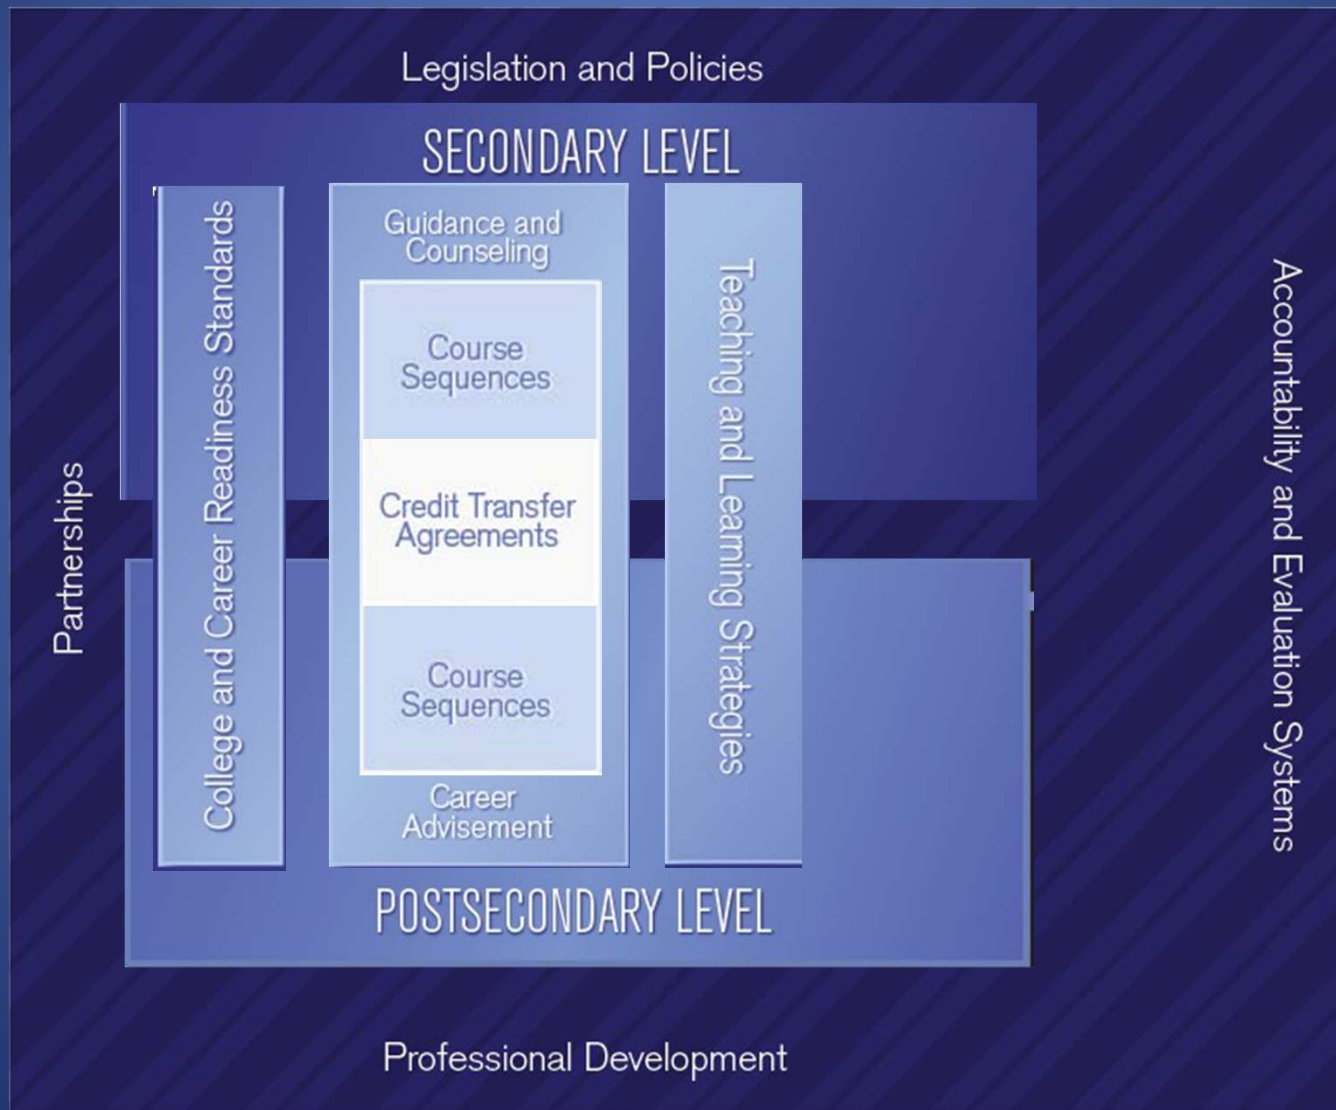 Legislation and Policies
SECONDARY LEVEL
Partnerships
College and Career Readiness Standards
Guidance and
Counseling
Course
Sequences
Credit Transfer
Agreements
Course
Sequences
Career
Advisement
Teaching and Learning Strategies
Accountability and Evaluation Systems
POSTSECONDARY LEVEL
Professional Development